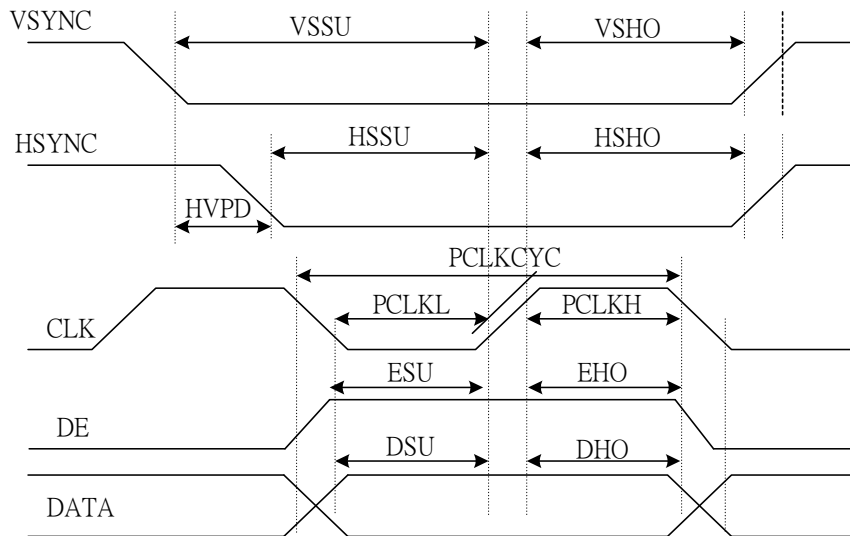 VSYNC
VSSU
VSHO
HSYNC
HSSU
HSHO
HVPD
PCLKCYC
PCLKL
PCLKH
CLK
ESU
EHO
DE
DSU
DHO
DATA